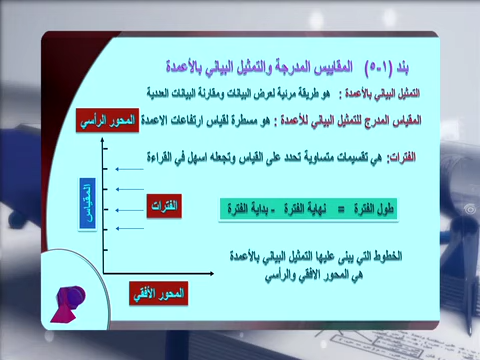 بند (١-٥) المقاييس المدرجة والتمثيل البياني بالأعمدة
التمثيل البياني بالأعمدة : هو طريقة مرئية لعرض البيانات ومقارنة البيانات العددية
المقياس المدرج للتمثيل البياني للأعمدة : هو مسطرة لقياس ارتفاعات الاعمدة
المحور الرأسي
الفترات: هي تقسيمات متساوية تحدد على القياس وتجعله اسهل في القراءة
المقياس
الفترات
طول الفترة = نهاية الفترة - بداية الفترة
الخطوط التي يبنى عليها التمثيل البياني بالأعمدة
هي المحور الافقي والرأسي
المحور الأفقي